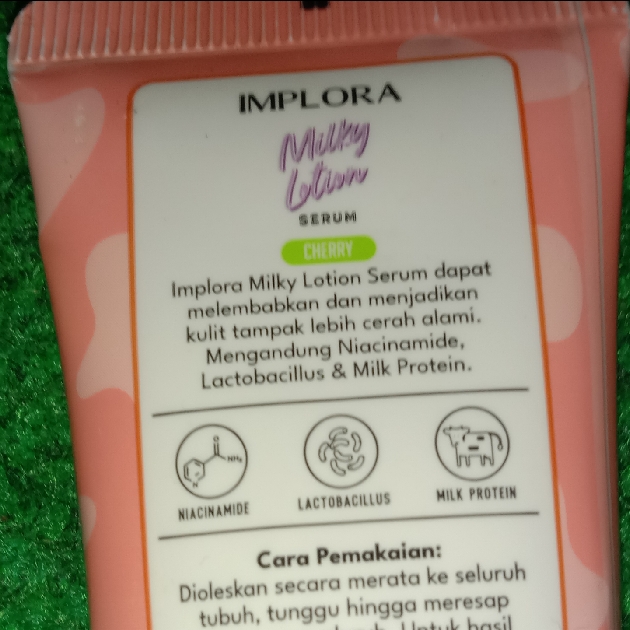 IMPLORA
Milky
Lotion
SERUM
CHERRY
Implora Milky Lotion Serum dapat
melembabkan dan menjadikan
kulit tampak lebih cerah alami.
Mengandung Niacinamide,
Lactobacillus & Milk Protein.
NIACINAMIDE LACTOBACILLUS MILK PROTEIN
Cara Pemakaian:
Dioleskan secara merata ke seluruh
tubuh, tunggu hingga meresap
Untuk hasil